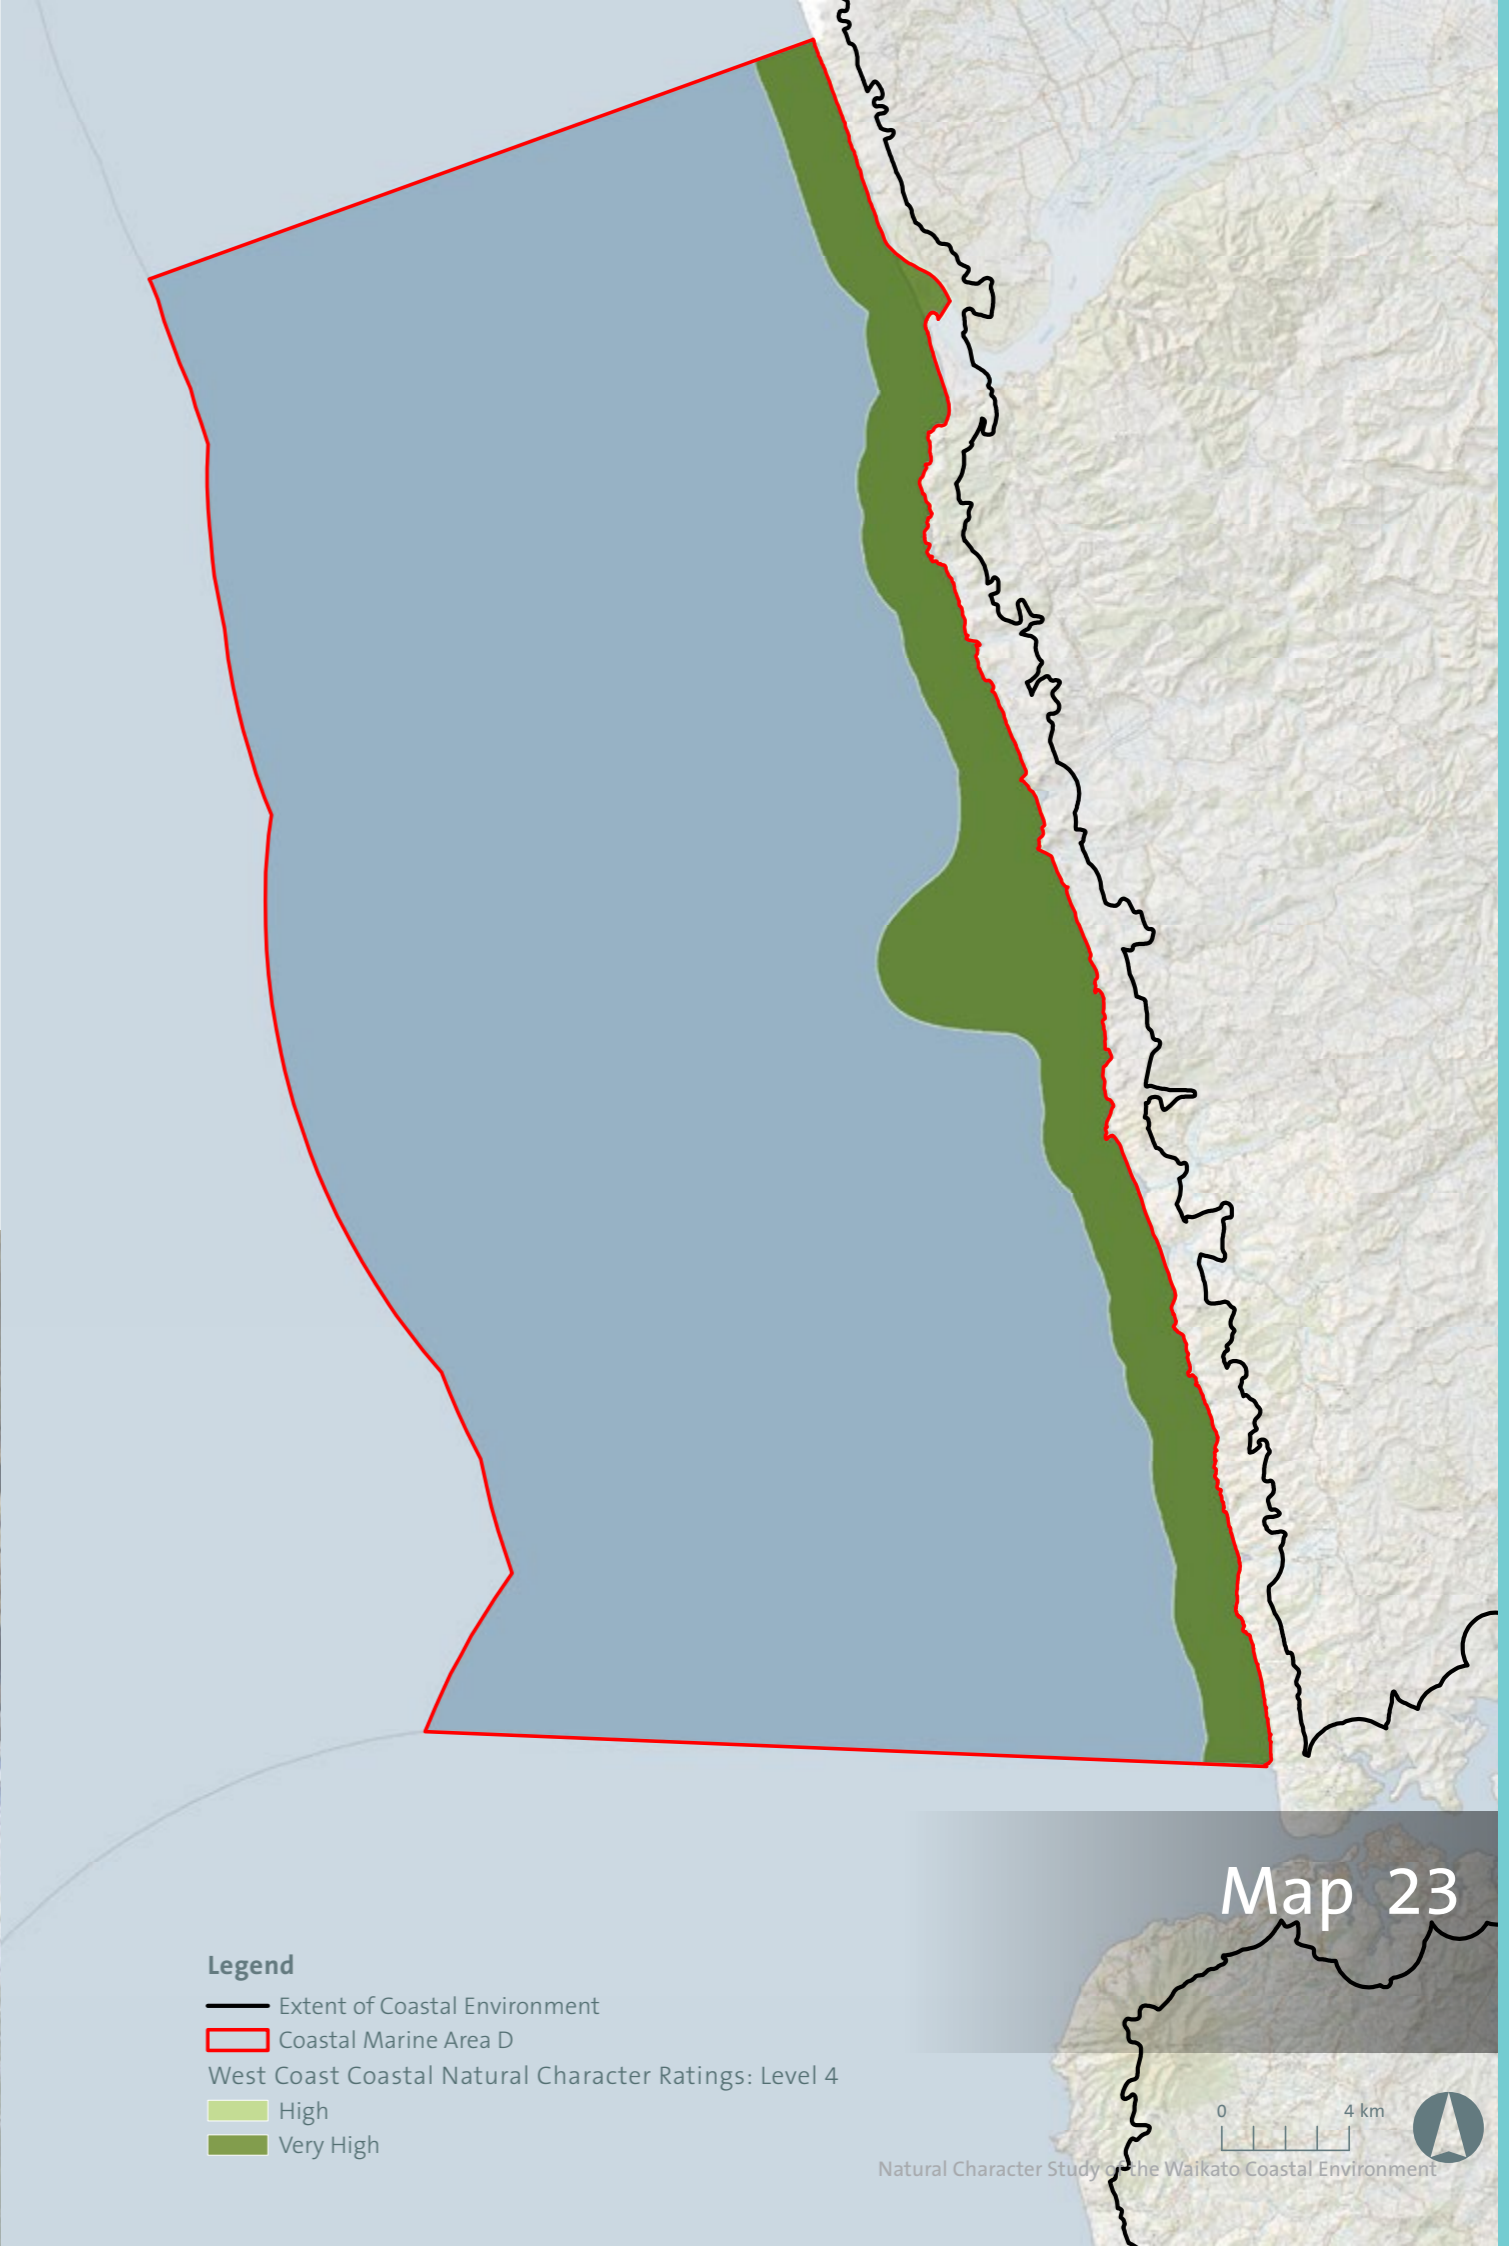 Map 23
Legend
Extent of Coastal Environment
Coastal Marine Area D
West Coast Coastal Natural Character Ratings: Level 4
High
Very High
0 4 km
Natural Character Study of the Waikato Coastal Environment